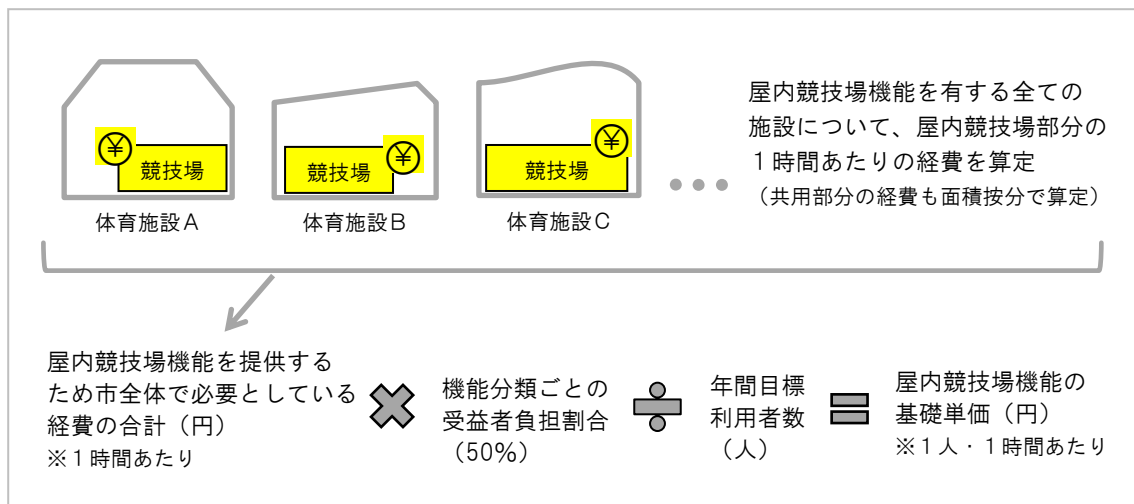 ¥
競技場
体育施設A
¥
競技場
体育施設B
¥
競技場
体育施設C
屋内競技場機能を有する全ての
施設について、屋内競技場部分の
1時間あたりの経費を算定
（共用部分の経費も面積按分で算定）
屋内競技場機能を提供する
ため市全体で必要としている
経費の合計（円）
※1時間あたり
機能分類ごとの
受益者負担割合
（50%）
年間目標
利用者数
（人）
屋内競技場機能の
基礎単価（円）
※1人・1時間あたり